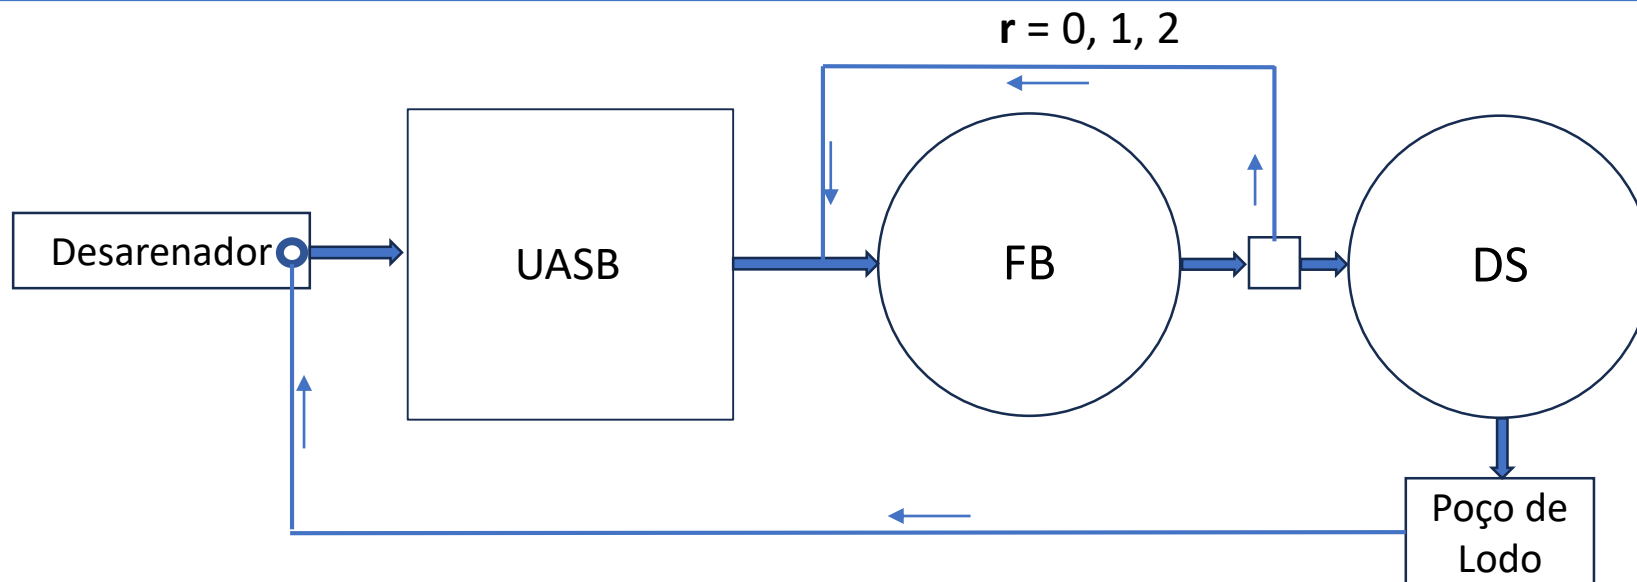 r = 0, 1, 2
Desarenador
UASB
FB
DS
Poço de
Lodo